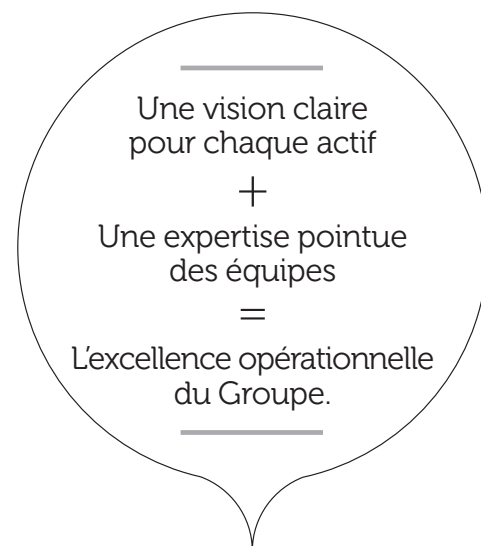 Une vision claire
pour chaque actif
+
Une expertise pointue
des équipes
=
L'excellence opérationnelle
du Groupe.